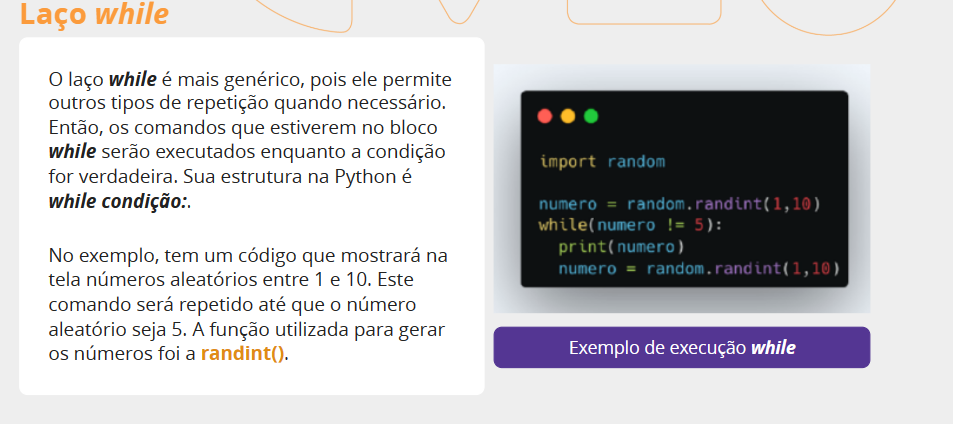 Laço while
O laço while é mais genérico, pois ele permite
outros tipos de repetição quando necessário.
Então, os comandos que estiverem no bloco
while serão executados enquanto a condição
for verdadeira. Sua estrutura na Python é
while condição:.
No exemplo, tem um código que mostrará na
tela números aleatórios entre 1 e 10. Este
comando será repetido até que o número
aleatório seja 5. A função utilizada para gerar
os números foi a randint().
import random
numero = random.randint(1,10)
while(numero != 5):
  print(numero)
  numero = random.randint(1,10)
Exemplo de execução while